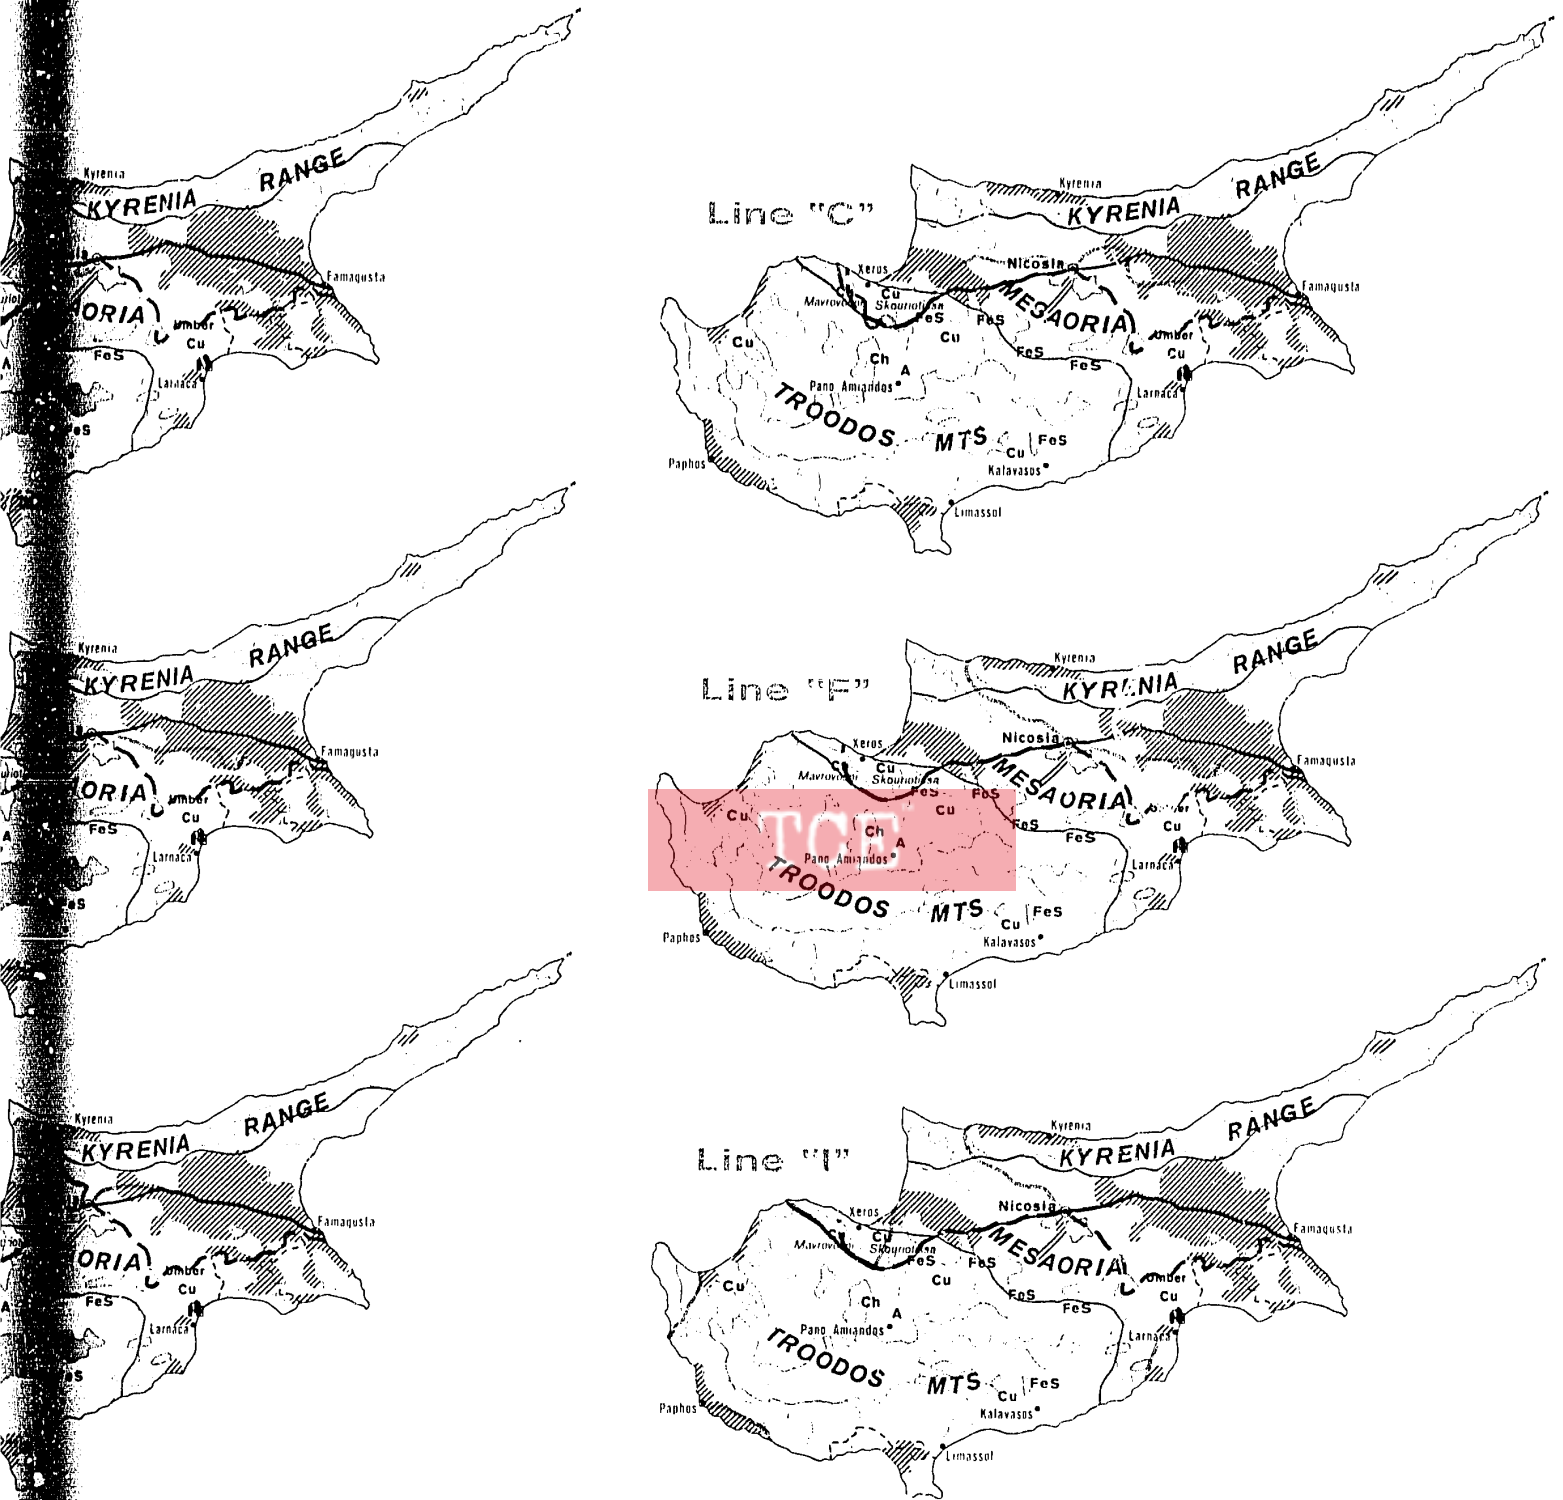 Kyrenia
KYRENIA RANGE
Famagusta
ORIA
Umber
Cu
FeS
Larnaca
FeS
Line "C"
Kyrenia
KYRENIA RANGE
Nicosia
Xeros
Cu
Skouriotissa
FeS
FeS
MESAORIA
Famagusta
Umber
Cu
Cu
Cu
Ch
A
FeS
FeS
Pano Amiandos
Larnaca
TROODOS MTS
Cu
FeS
Kalavasos
Paphos
Limassol
Kyrenia
KYRENIA RANGE
Famagusta
ORIA
Umber
Cu
A
FeS
Larnaca
Line "F"
Kyrenia
KYRENIA RANGE
Nicosia
Xeros
Cu
Mavrovouni
Skouriotissa
FeS
FeS
MESAORIA
Famagusta
Cu
Cu
Cu
TCE
Ch
A
FeS
FeS
Pano Amiandos
Larnaca
TROODOS MTS
Cu
FeS
Kalavasos
Paphos
Limassol
Kyrenia
KYRENIA RANGE
Famagusta
ORIA
Umber
Cu
A
FeS
Larnaca
Line "I"
Kyrenia
KYRENIA RANGE
Nicosia
Xeros
Cu
Mavrovouni
Skouriotissa
FeS
FeS
MESAORIA
Famagusta
Umber
Cu
Cu
Cu
Ch
A
FeS
FeS
Pano Amiandos
Larnaca
TROODOS MTS
Cu
FeS
Kalavasos
Paphos
Limassol